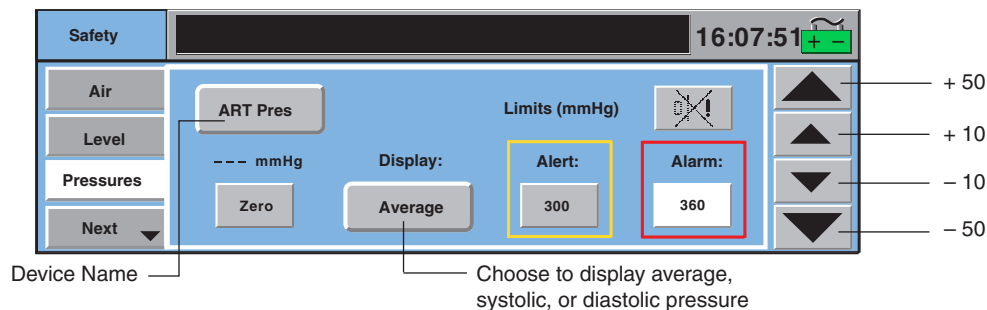 Safety
16:07:51
+ −
Air
Level
Pressures
Next
ART Pres
Limits (mmHg)
--- mmHg
Display:
Alert:
Alarm:
Zero
Average
300
360
+ 50
+ 10
– 10
– 50
Device Name
Choose to display average,
systolic, or diastolic pressure